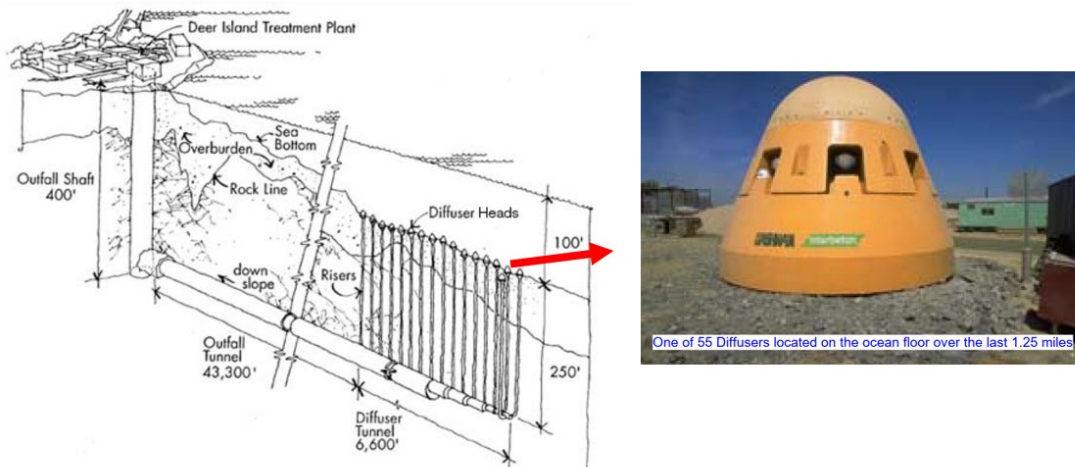 Deer Island Treatment Plant
Sea
Bottom
Overburden
Outfall Shaft
400'
Rock Line
Diffuser Heads
100'
down
slope
Risers
Outfall
Tunnel
43,300'
250'
Diffuser
Tunnel
6,600'
interbeton
One of 55 Diffusers located on the ocean floor over the last 1.25 miles